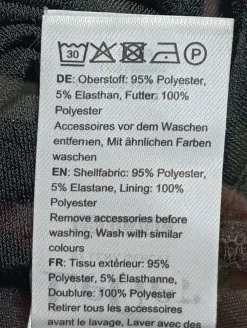 30 P
DE: Oberstoff: 95% Polyester,
5% Elasthan, Futter: 100%
Polyester
Accessoires vor dem Waschen
entfernen, Mit ähnlichen Farben
waschen
EN: Shellfabric: 95% Polyester,
5% Elastane, Lining: 100%
Polyester
Remove accessories before
washing, Wash with similar
colours
FR: Tissu extérieur: 95%
Polyester, 5% Élasthanne,
Doublure: 100% Polyester
Retirer tous les accessoires
avant le lavage, Laver avec des